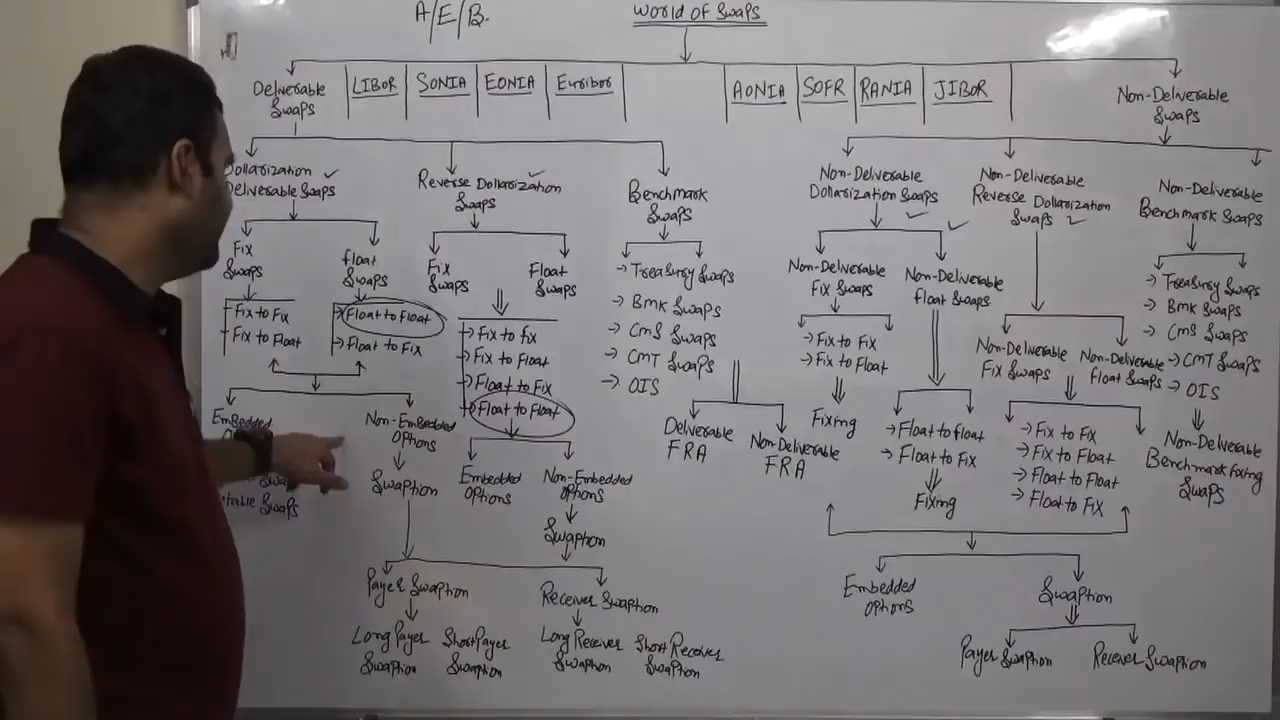 A/E/B.
World of Swaps
Deliverable
Swaps
LIBOR
SONIA
EONIA
Euribor
AONIA
SOFR
RANIA
JIBOR
Non-Deliverable
Swaps
Dollarization
Deliverable Swaps
Fix
Swaps
→ Fix to Fix
→ Fix to Float
float
Swaps
→ Float to Float
→ Float to Fix
Embedded
table Swaps
Non-Embedded
Options
Swaption
Reverse Dollarization
Swaps
Fix
Swaps
Float
Swaps
→ Fix to fix
→ Fix to Float
→ Float to Fix
→ Float to Float
Embedded
Options
Non-Embedded
Options
Swaption
Payer Swaption
Long Payer
Swaption
Short Payer
Swaption
Receiver Swaption
Long Receiver
Swaption
Short Receiver
Swaption
Benchmark
Swaps
→ Treasury Swaps
→ Bmk Swaps
→ CMS Swaps
→ CMT Swaps
→ OIS
Deliverable
FRA
Non-Deliverable
FRA
Non-Deliverable
Dollarization Swaps
Non-Deliverable
Fix Swaps
→ Fix to Fix
→ Fix to Float
Fixing
Non-Deliverable
float Swaps
→ Float to float
→ Float to Fix
Fixing
Non-Deliverable
Reverse Dollarization
Swaps
Non-Deliverable
Fix Swaps
Non-Deliverable
Float Swaps
→ Fix to Fix
→ Fix to Float
→ Float to Float
→ Float to Fix
Embedded
Options
Swaption
Payer Swaption
Receiver Swaption
Non-Deliverable
Benchmark Swaps
→ Treasury Swaps
→ Bmk Swaps
→ CMS Swaps
→ CMT Swaps
→ OIS
Non-Deliverable
Benchmark Fixing
Swaps